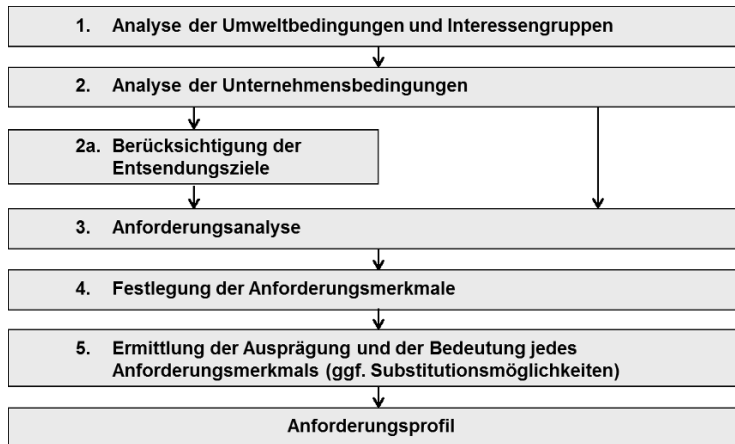 1. Analyse der Umweltbedingungen und Interessengruppen
2. Analyse der Unternehmensbedingungen
2a. Berücksichtigung der
Entsendungsziele
3. Anforderungsanalyse
4. Festlegung der Anforderungsmerkmale
5. Ermittlung der Ausprägung und der Bedeutung jedes
Anforderungsmerkmals (ggf. Substitutionsmöglichkeiten)
Anforderungsprofil